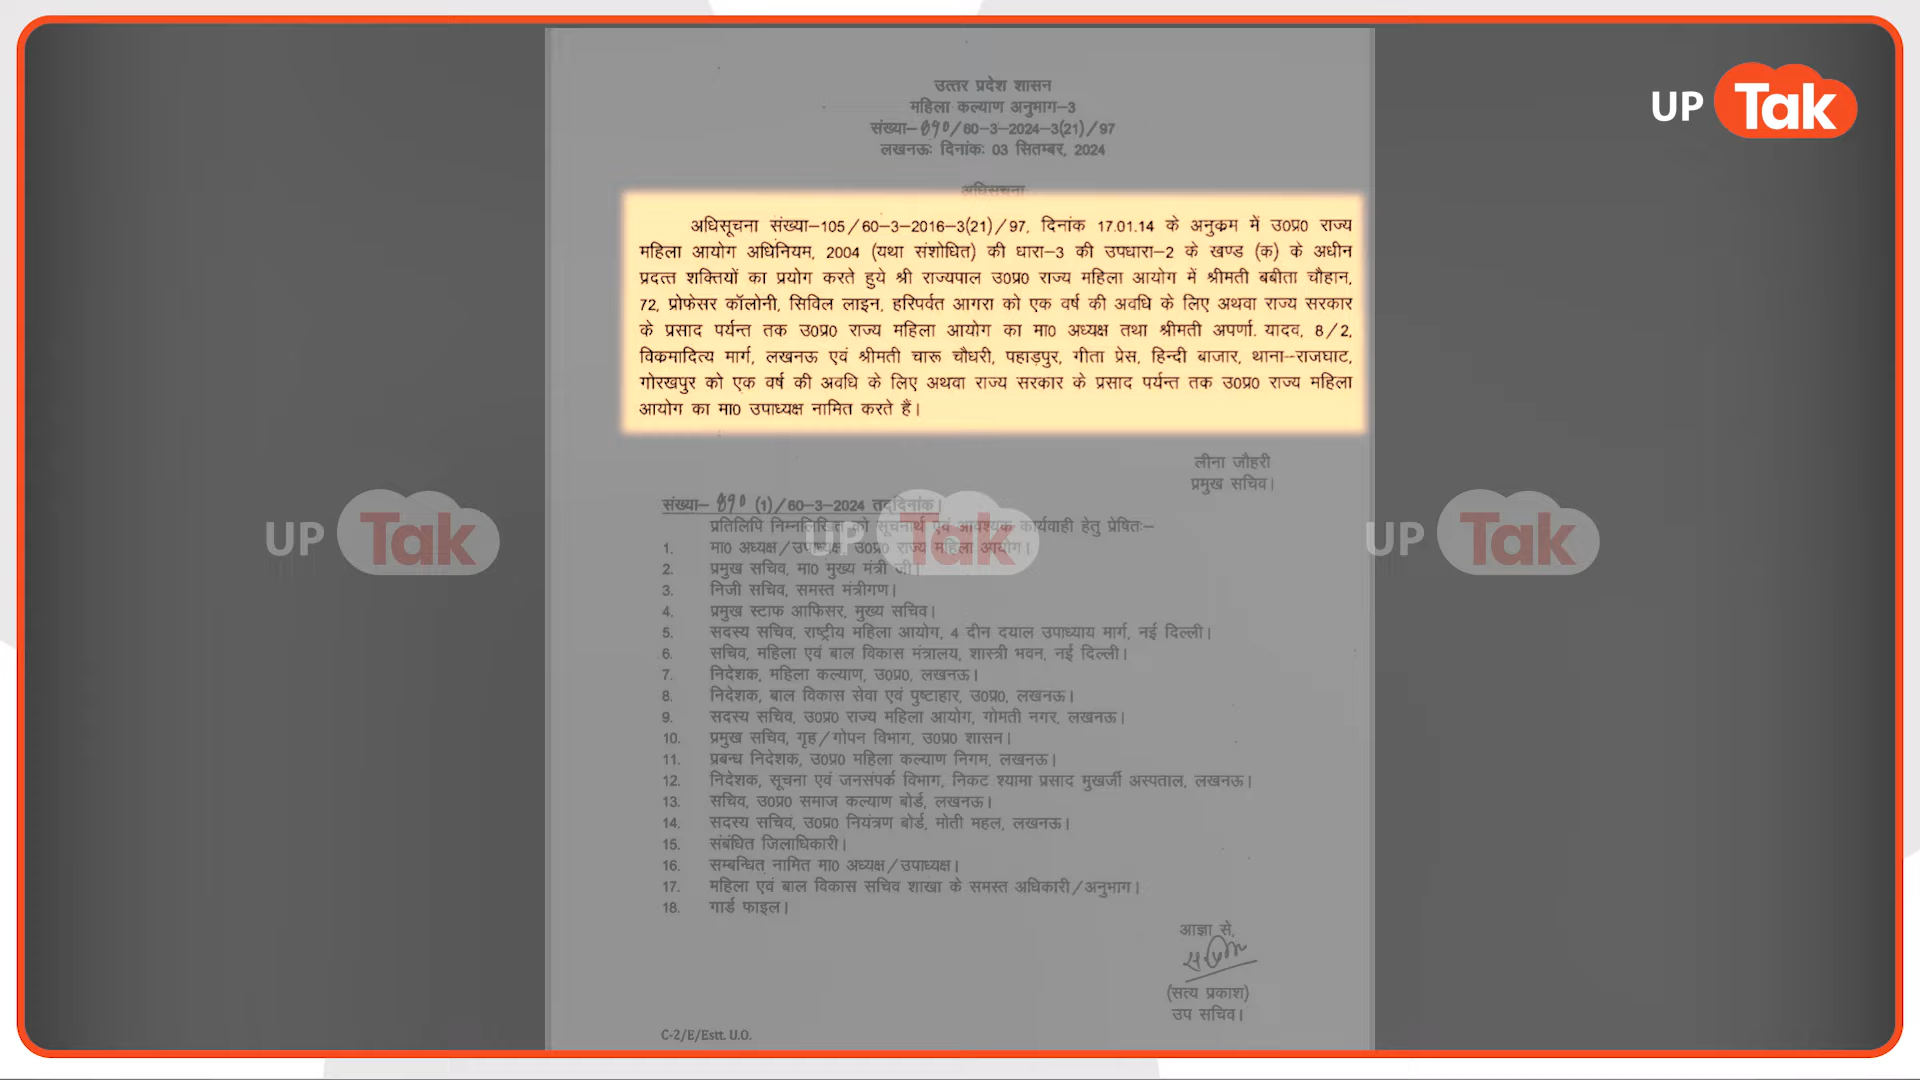 UP Tak
उत्तर प्रदेश शासन
महिला कल्याण अनुभाग-3
संख्या-890/60-3-2024-3(21)/97
लखनऊः दिनांकः 03 सितम्बर, 2024
अधिसूचना
अधिसूचना संख्या-105/60-3-2016-3(21)/97, दिनांक 17.01.14 के अनुक्रम में उ0प्र0 राज्य
महिला आयोग अधिनियम, 2004 (यथा संशोधित) की धारा-3 की उपधारा-2 के खण्ड (क) के अधीन
प्रदत्त शक्तियों का प्रयोग करते हुये श्री राज्यपाल उ0प्र0 राज्य महिला आयोग में श्रीमती बबीता चौहान,
72, प्रोफेसर कॉलोनी, सिविल लाइन, हरिपर्वत आगरा को एक वर्ष की अवधि के लिए अथवा राज्य सरकार
के प्रसाद पर्यन्त तक उ0प्र0 राज्य महिला आयोग का मा0 अध्यक्ष तथा श्रीमती अपर्णा. यादव, 8/2,
विक्रमादित्य मार्ग, लखनऊ एवं श्रीमती चारू चौधरी, पहाड़पुर, गीता प्रेस, हिन्दी बाजार, थाना-राजघाट,
गोरखपुर को एक वर्ष की अवधि के लिए अथवा राज्य सरकार के प्रसाद पर्यन्त तक उ0प्र0 राज्य महिला
आयोग का मा0 उपाध्यक्ष नामित करते हैं।
लीना जौहरी
प्रमुख सचिव।
संख्या- 890 (1)/60-3-2024 तद्दिनांक।
प्रतिलिपि निम्नलिखित को सूचनार्थ एवं आवश्यक कार्यवाही हेतु प्रेषितः-
1. मा0 अध्यक्ष/उपाध्यक्ष, उ0प्र0 राज्य महिला आयोग।
2. प्रमुख सचिव, मा0 मुख्य मंत्री जी।
3. निजी सचिव, समस्त मंत्रीगण।
4. प्रमुख स्टाफ आफिसर, मुख्य सचिव।
5. सदस्य सचिव, राष्ट्रीय महिला आयोग, 4 दीन दयाल उपाध्याय मार्ग, नई दिल्ली।
6. सचिव, महिला एवं बाल विकास मंत्रालय, शास्त्री भवन, नई दिल्ली।
7. निदेशक, महिला कल्याण, उ0प्र0, लखनऊ।
8. निदेशक, बाल विकास सेवा एवं पुष्टाहार, उ0प्र0, लखनऊ।
9. सदस्य सचिव, उ0प्र0 राज्य महिला आयोग, गोमती नगर, लखनऊ।
10. प्रमुख सचिव, गृह/गोपन विभाग, उ0प्र0 शासन।
11. प्रबन्ध निदेशक, उ0प्र0 महिला कल्याण निगम, लखनऊ।
12. निदेशक, सूचना एवं जनसंपर्क विभाग, निकट श्यामा प्रसाद मुखर्जी अस्पताल, लखनऊ।
13. सचिव, उ0प्र0 समाज कल्याण बोर्ड, लखनऊ।
14. सदस्य सचिव, उ0प्र0 नियंत्रण बोर्ड, मोती महल, लखनऊ।
15. संबंधित जिलाधिकारी।
16. सम्बन्धित नामित मा0 अध्यक्ष/उपाध्यक्ष।
17. महिला एवं बाल विकास सचिव शाखा के समस्त अधिकारी/अनुभाग।
18. गार्ड फाइल।
आज्ञा से,
(सत्य प्रकाश)
उप सचिव।
C-2/E/Estt. U.O.
UP Tak
UP Tak
UP Tak